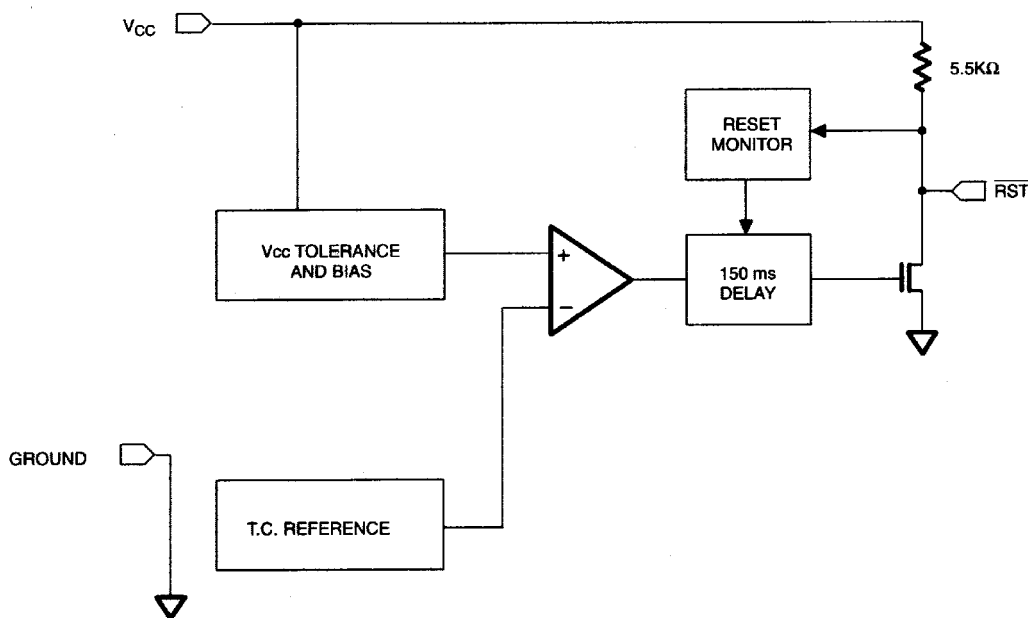 VCC
5.5KΩ
RESET
MONITOR
RST
Vcc TOLERANCE
AND BIAS
+
−
150 ms
DELAY
GROUND
T.C. REFERENCE